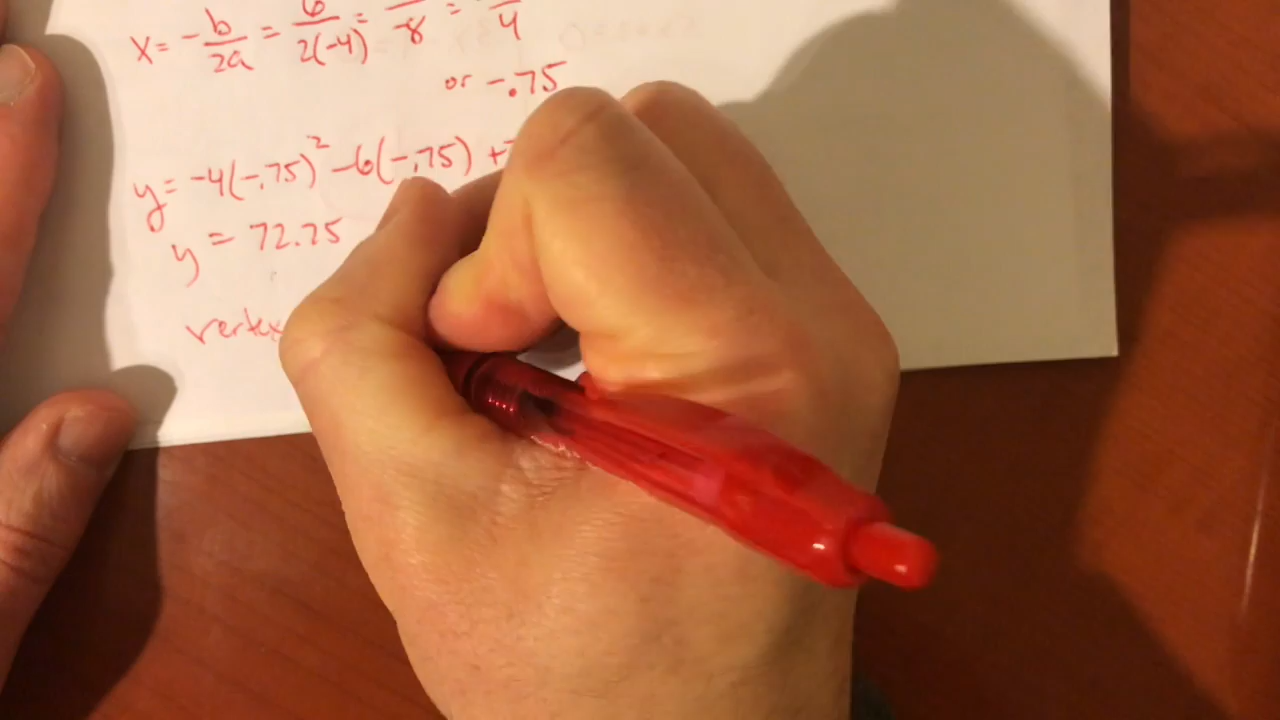 x = -b/2a = 6/2(-4) = /8 = /4
or -.75
y = -4(-.75)² -6(-.75) +
y = 72.75
vertex